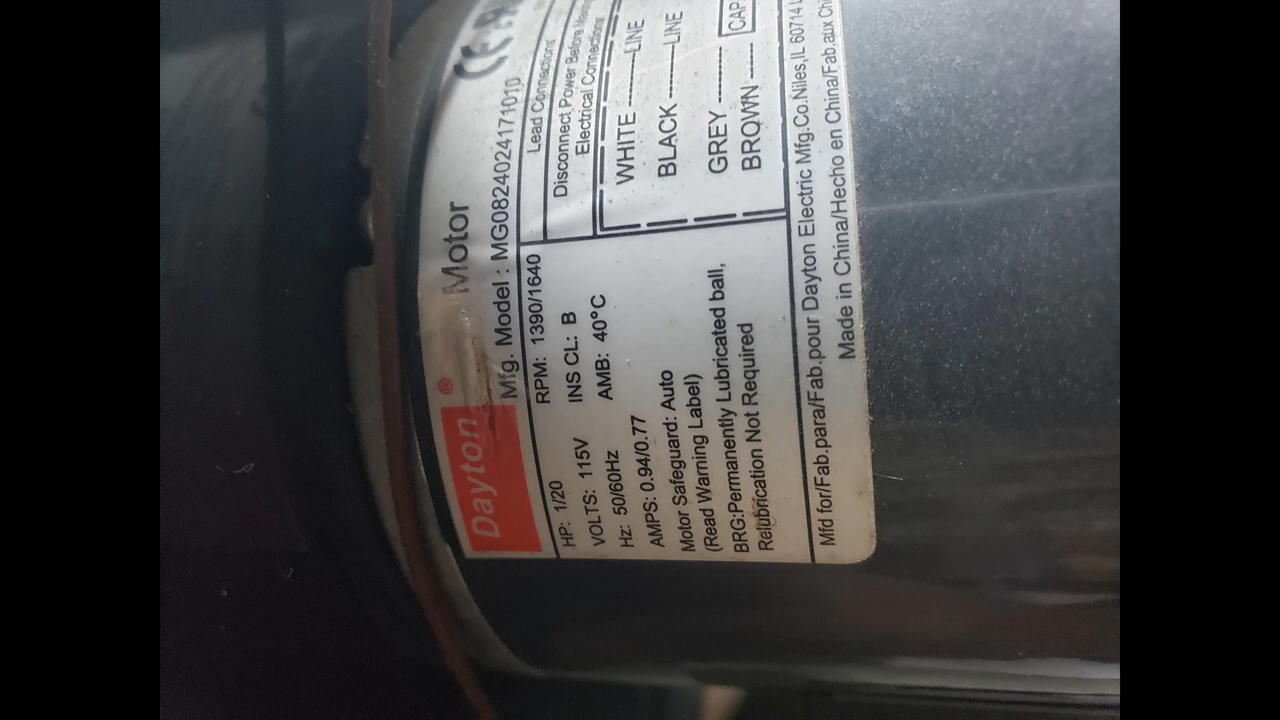 Dayton® Motor
Mfg. Model : MG0824024171010
HP: 1/20 RPM: 1390/1640
VOLTS: 115V INS CL: B
Hz: 50/60Hz AMB: 40°C
AMPS: 0.94/0.77
Motor Safeguard: Auto
(Read Warning Label)
BRG:Permanently Lubricated ball,
Relubrication Not Required
Lead Connections
Disconnect Power Before
Electrical Connections
WHITE --------LINE
BLACK --------LINE
GREY --------
BROWN ----- CAP
Mfd for/Fab.para/Fab.pour Dayton Electric Mfg.Co.Niles,IL 60714
Made in China/Hecho en China/Fab.aux